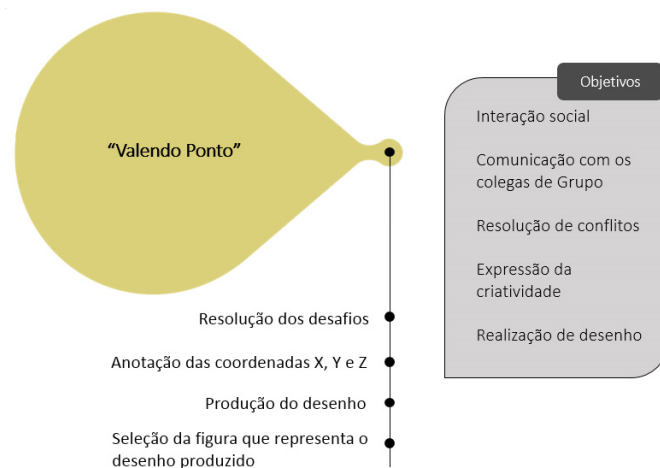 “Valendo Ponto”
Resolução dos desafios
Anotação das coordenadas X, Y e Z
Produção do desenho
Seleção da figura que representa o
desenho produzido
Objetivos
Interação social
Comunicação com os
colegas de Grupo
Resolução de conflitos
Expressão da
criatividade
Realização de desenho